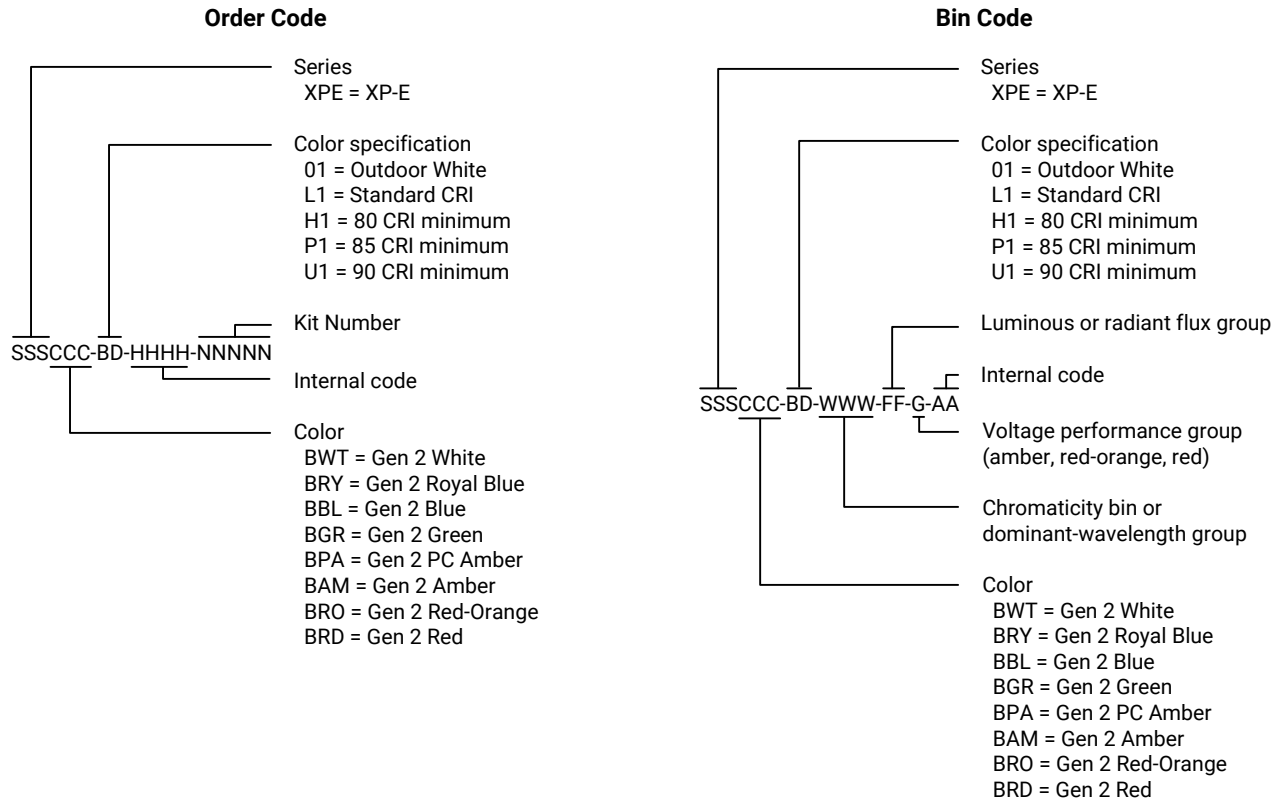 Order Code
Series
XPE = XP-E
Color specification
01 = Outdoor White
L1 = Standard CRI
H1 = 80 CRI minimum
P1 = 85 CRI minimum
U1 = 90 CRI minimum
Kit Number
SSSCCC-BD-HHHH-NNNNN
Internal code
Color
BWT = Gen 2 White
BRY = Gen 2 Royal Blue
BBL = Gen 2 Blue
BGR = Gen 2 Green
BPA = Gen 2 PC Amber
BAM = Gen 2 Amber
BRO = Gen 2 Red-Orange
BRD = Gen 2 Red
Bin Code
Series
XPE = XP-E
Color specification
01 = Outdoor White
L1 = Standard CRI
H1 = 80 CRI minimum
P1 = 85 CRI minimum
U1 = 90 CRI minimum
Luminous or radiant flux group
Internal code
SSSCCC-BD-WWW-FF-G-AA
Voltage performance group
(amber, red-orange, red)
Chromaticity bin or
dominant-wavelength group
Color
BWT = Gen 2 White
BRY = Gen 2 Royal Blue
BBL = Gen 2 Blue
BGR = Gen 2 Green
BPA = Gen 2 PC Amber
BAM = Gen 2 Amber
BRO = Gen 2 Red-Orange
BRD = Gen 2 Red